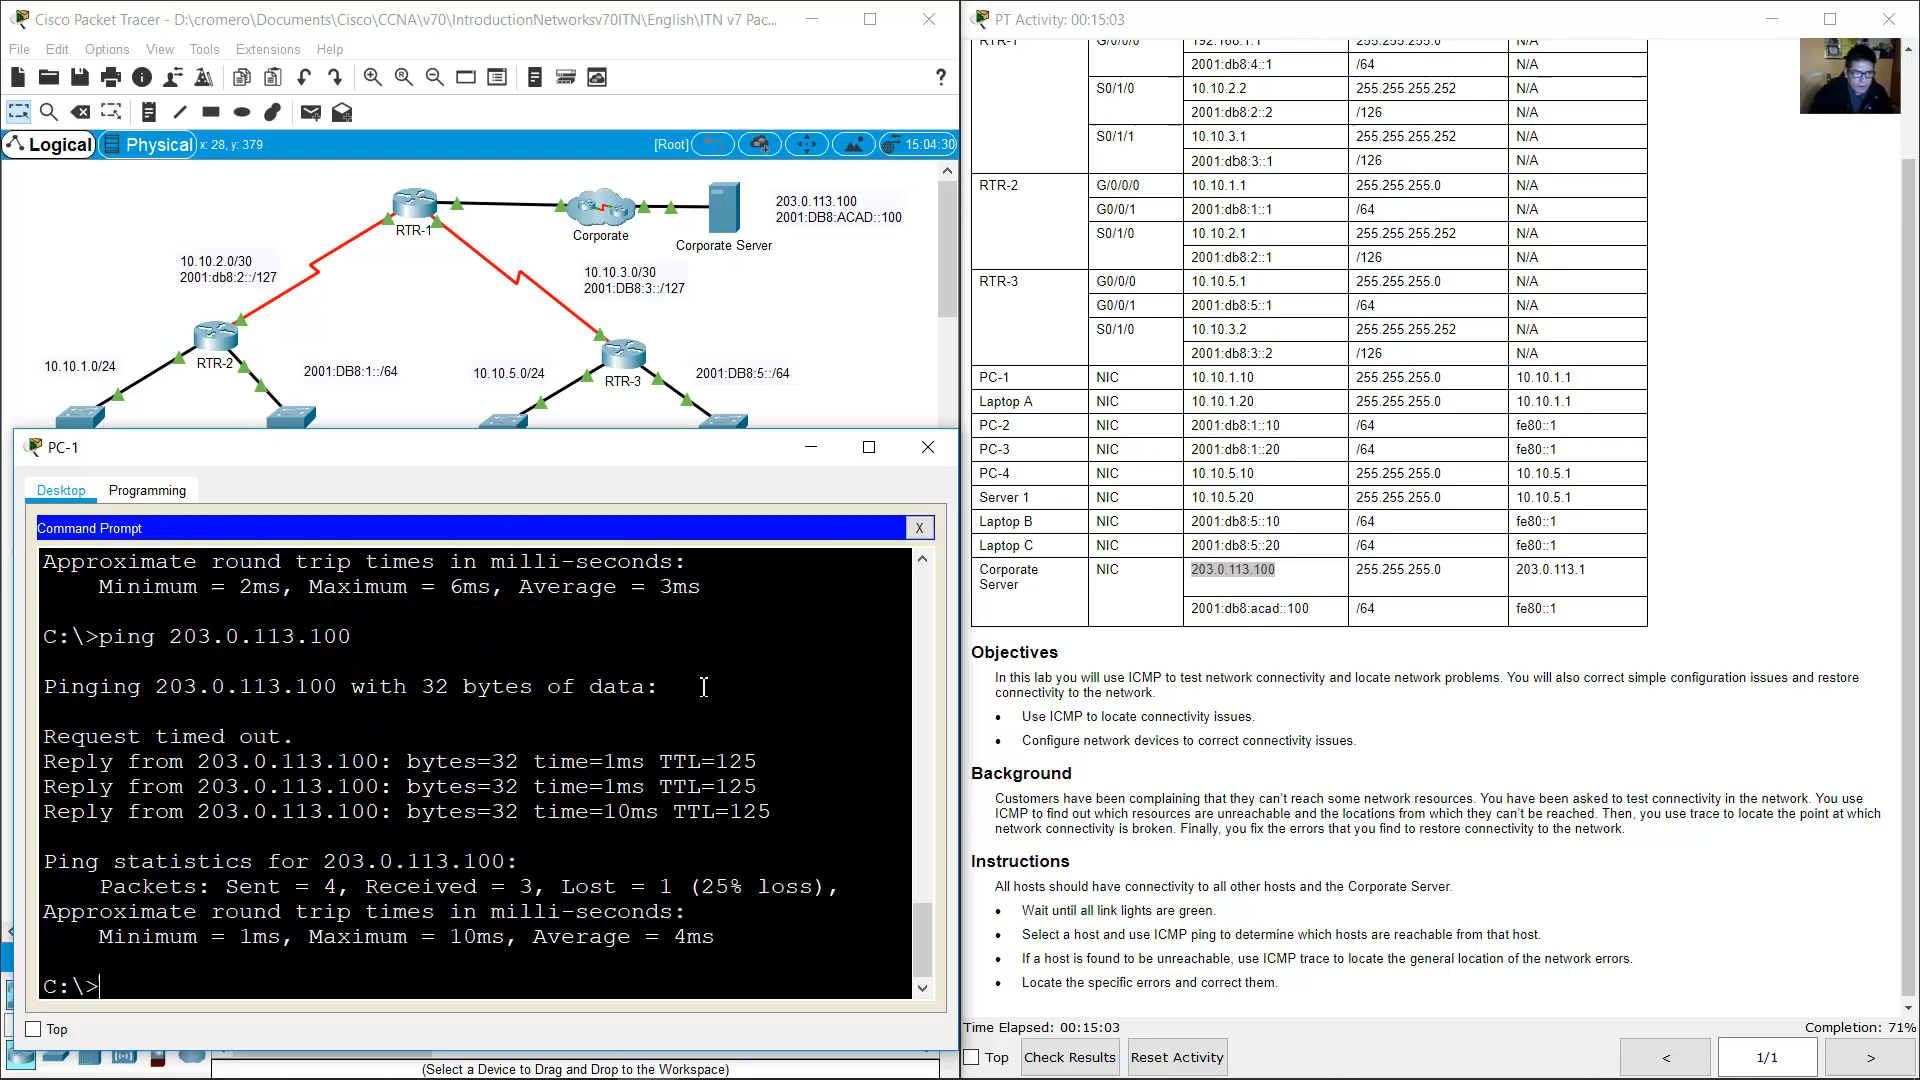 Cisco Packet Tracer - D:\cromero\Documents\Cisco\CCNA\v70\IntroductionNetworksv70ITN\English\ITN v7 Pac...
File Edit Options View Tools Extensions Help
Logical Physical x: 28, y: 379 [Root] 15:04:30
RTR-1
Corporate
Corporate Server
203.0.113.100
2001:DB8:ACAD::100
10.10.2.0/30
2001:db8:2::/127
10.10.3.0/30
2001:DB8:3::/127
RTR-2
RTR-3
10.10.1.0/24
2001:DB8:1::/64
10.10.5.0/24
2001:DB8:5::/64
PC-1
Desktop Programming
Command Prompt X
Approximate round trip times in milli-seconds:
Minimum = 2ms, Maximum = 6ms, Average = 3ms
C:\>ping 203.0.113.100
Pinging 203.0.113.100 with 32 bytes of data:
Request timed out.
Reply from 203.0.113.100: bytes=32 time=1ms TTL=125
Reply from 203.0.113.100: bytes=32 time=1ms TTL=125
Reply from 203.0.113.100: bytes=32 time=10ms TTL=125
Ping statistics for 203.0.113.100:
Packets: Sent = 4, Received = 3, Lost = 1 (25% loss),
Approximate round trip times in milli-seconds:
Minimum = 1ms, Maximum = 10ms, Average = 4ms
C:\>
Top
(Select a Device to Drag and Drop to the Workspace)
PT Activity: 00:15:03
RTR-1 G/0/0/0 192.168.1.1 255.255.255.0 N/A
2001:db8:4::1 /64 N/A
S0/1/0 10.10.2.2 255.255.255.252 N/A
2001:db8:2::2 /126 N/A
S0/1/1 10.10.3.1 255.255.255.252 N/A
2001:db8:3::1 /126 N/A
RTR-2 G/0/0/0 10.10.1.1 255.255.255.0 N/A
G0/0/1 2001:db8:1::1 /64 N/A
S0/1/0 10.10.2.1 255.255.255.252 N/A
2001:db8:2::1 /126 N/A
RTR-3 G0/0/0 10.10.5.1 255.255.255.0 N/A
G0/0/1 2001:db8:5::1 /64 N/A
S0/1/0 10.10.3.2 255.255.255.252 N/A
2001:db8:3::2 /126 N/A
PC-1 NIC 10.10.1.10 255.255.255.0 10.10.1.1
Laptop A NIC 10.10.1.20 255.255.255.0 10.10.1.1
PC-2 NIC 2001:db8:1::10 /64 fe80::1
PC-3 NIC 2001:db8:1::20 /64 fe80::1
PC-4 NIC 10.10.5.10 255.255.255.0 10.10.5.1
Server 1 NIC 10.10.5.20 255.255.255.0 10.10.5.1
Laptop B NIC 2001:db8:5::10 /64 fe80::1
Laptop C NIC 2001:db8:5::20 /64 fe80::1
Corporate Server NIC 203.0.113.100 255.255.255.0 203.0.113.1
2001:db8:acad::100 /64 fe80::1
Objectives
In this lab you will use ICMP to test network connectivity and locate network problems. You will also correct simple configuration issues and restore
connectivity to the network.
• Use ICMP to locate connectivity issues.
• Configure network devices to correct connectivity issues.
Background
Customers have been complaining that they can't reach some network resources. You have been asked to test connectivity in the network. You use
ICMP to find out which resources are unreachable and the locations from which they can't be reached. Then, you use trace to locate the point at which
network connectivity is broken. Finally, you fix the errors that you find to restore connectivity to the network.
Instructions
All hosts should have connectivity to all other hosts and the Corporate Server.
• Wait until all link lights are green.
• Select a host and use ICMP ping to determine which hosts are reachable from that host.
• If a host is found to be unreachable, use ICMP trace to locate the general location of the network errors.
• Locate the specific errors and correct them.
Time Elapsed: 00:15:03 Completion: 71%
Top Check Results Reset Activity < 1/1 >